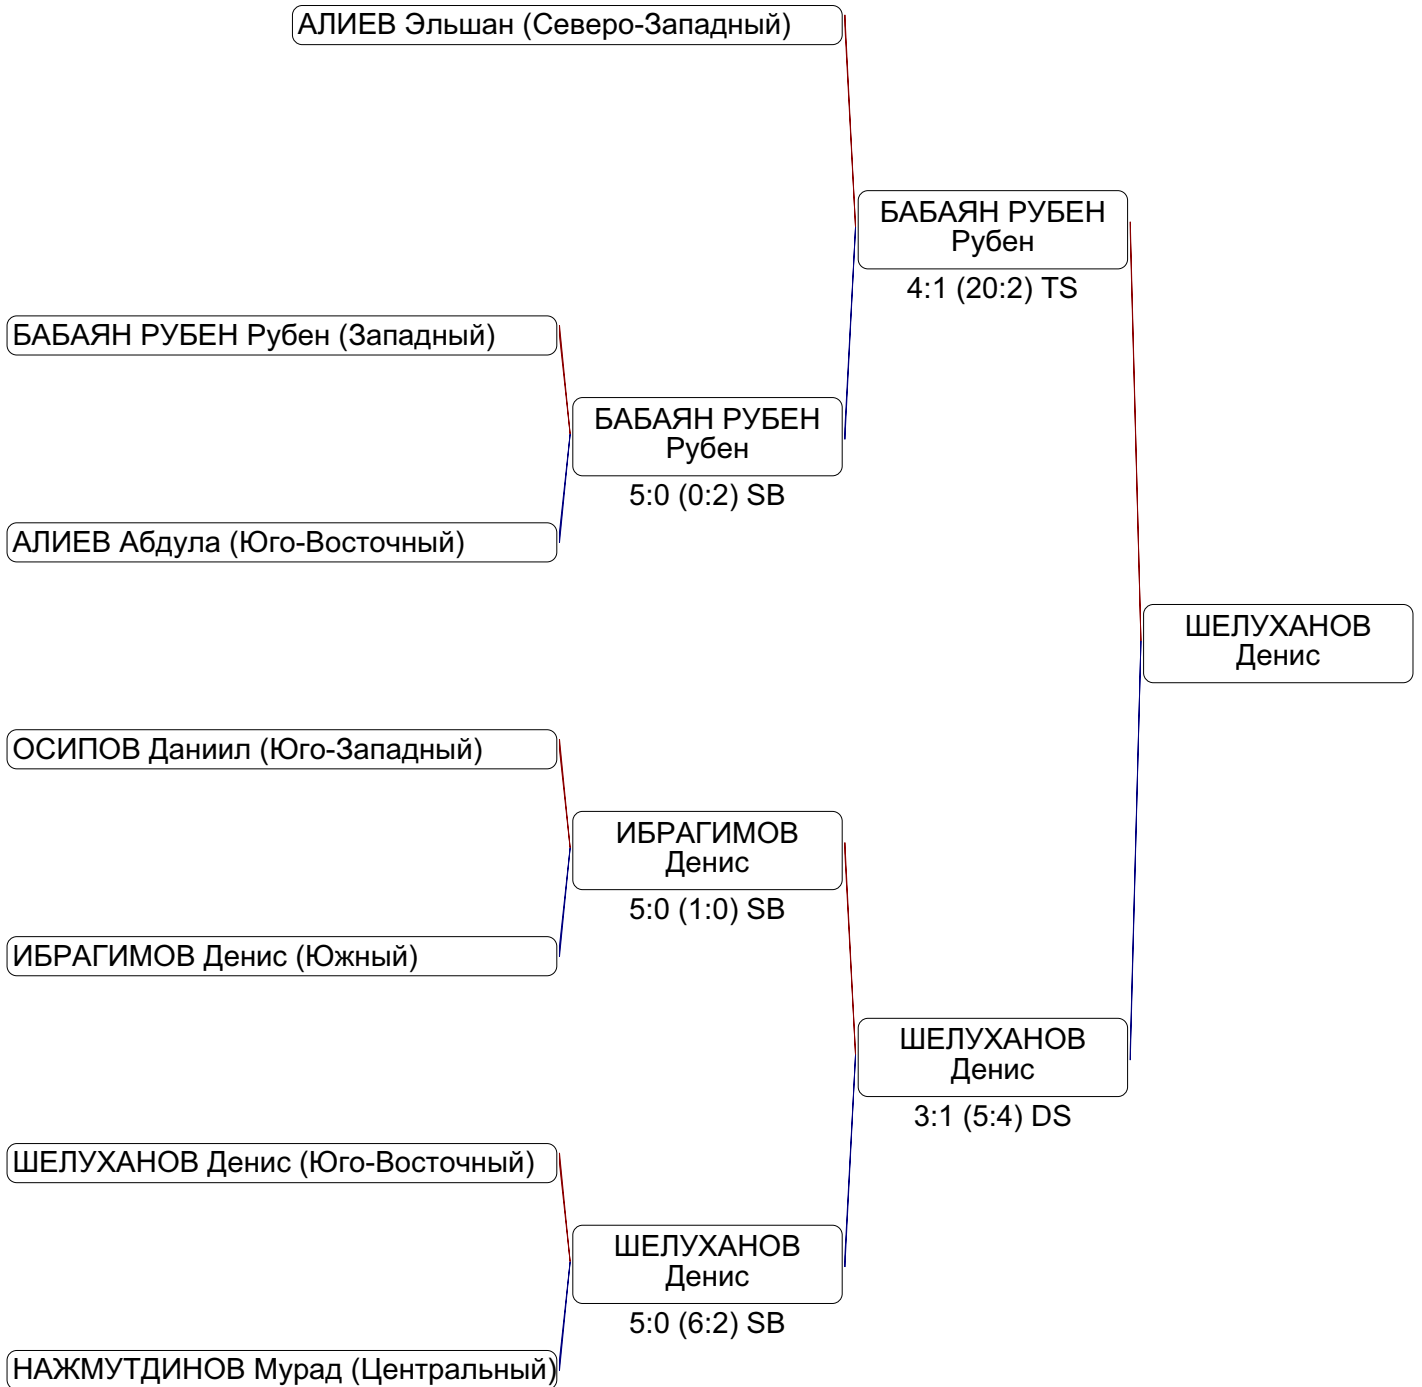 АЛИЕВ Эльшан (Северо-Западный)
БАБАЯН РУБЕН
Рубен
4:1 (20:2) TS
БАБАЯН РУБЕН Рубен (Западный)
БАБАЯН РУБЕН
Рубен
5:0 (0:2) SB
АЛИЕВ Абдула (Юго-Восточный)
ШЕЛУХАНОВ
Денис
ОСИПОВ Даниил (Юго-Западный)
ИБРАГИМОВ
Денис
5:0 (1:0) SB
ИБРАГИМОВ Денис (Южный)
ШЕЛУХАНОВ
Денис
3:1 (5:4) DS
ШЕЛУХАНОВ Денис (Юго-Восточный)
ШЕЛУХАНОВ
Денис
5:0 (6:2) SB
НАЖМУТДИНОВ Мурад (Центральный)